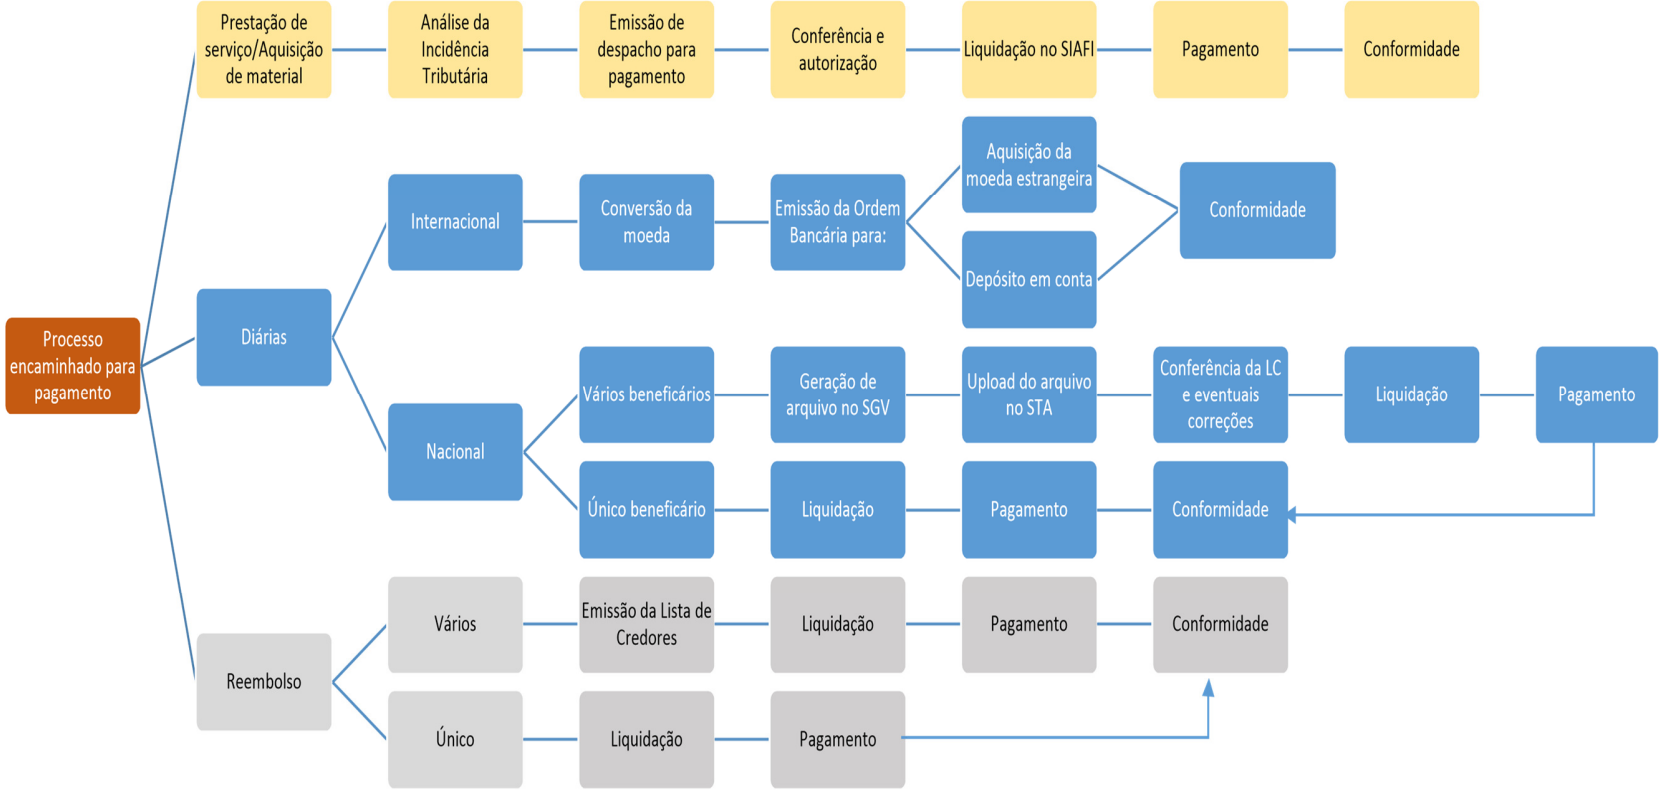 Processo
encaminhado para
pagamento
Prestação de
serviço/Aquisição
de material
Análise da
Incidência
Tributária
Emissão de
despacho para
pagamento
Conferência e
autorização
Liquidação no SIAFI
Pagamento
Conformidade
Diárias
Internacional
Conversão da
moeda
Emissão da Ordem
Bancária para:
Aquisição da
moeda estrangeira
Depósito em conta
Conformidade
Nacional
Vários beneficários
Geração de
arquivo no SGV
Upload do arquivo
no STA
Conferência da LC
e eventuais
correções
Liquidação
Pagamento
Único beneficário
Liquidação
Pagamento
Conformidade
Reembolso
Vários
Emissão da Lista de
Credores
Liquidação
Pagamento
Conformidade
Único
Liquidação
Pagamento